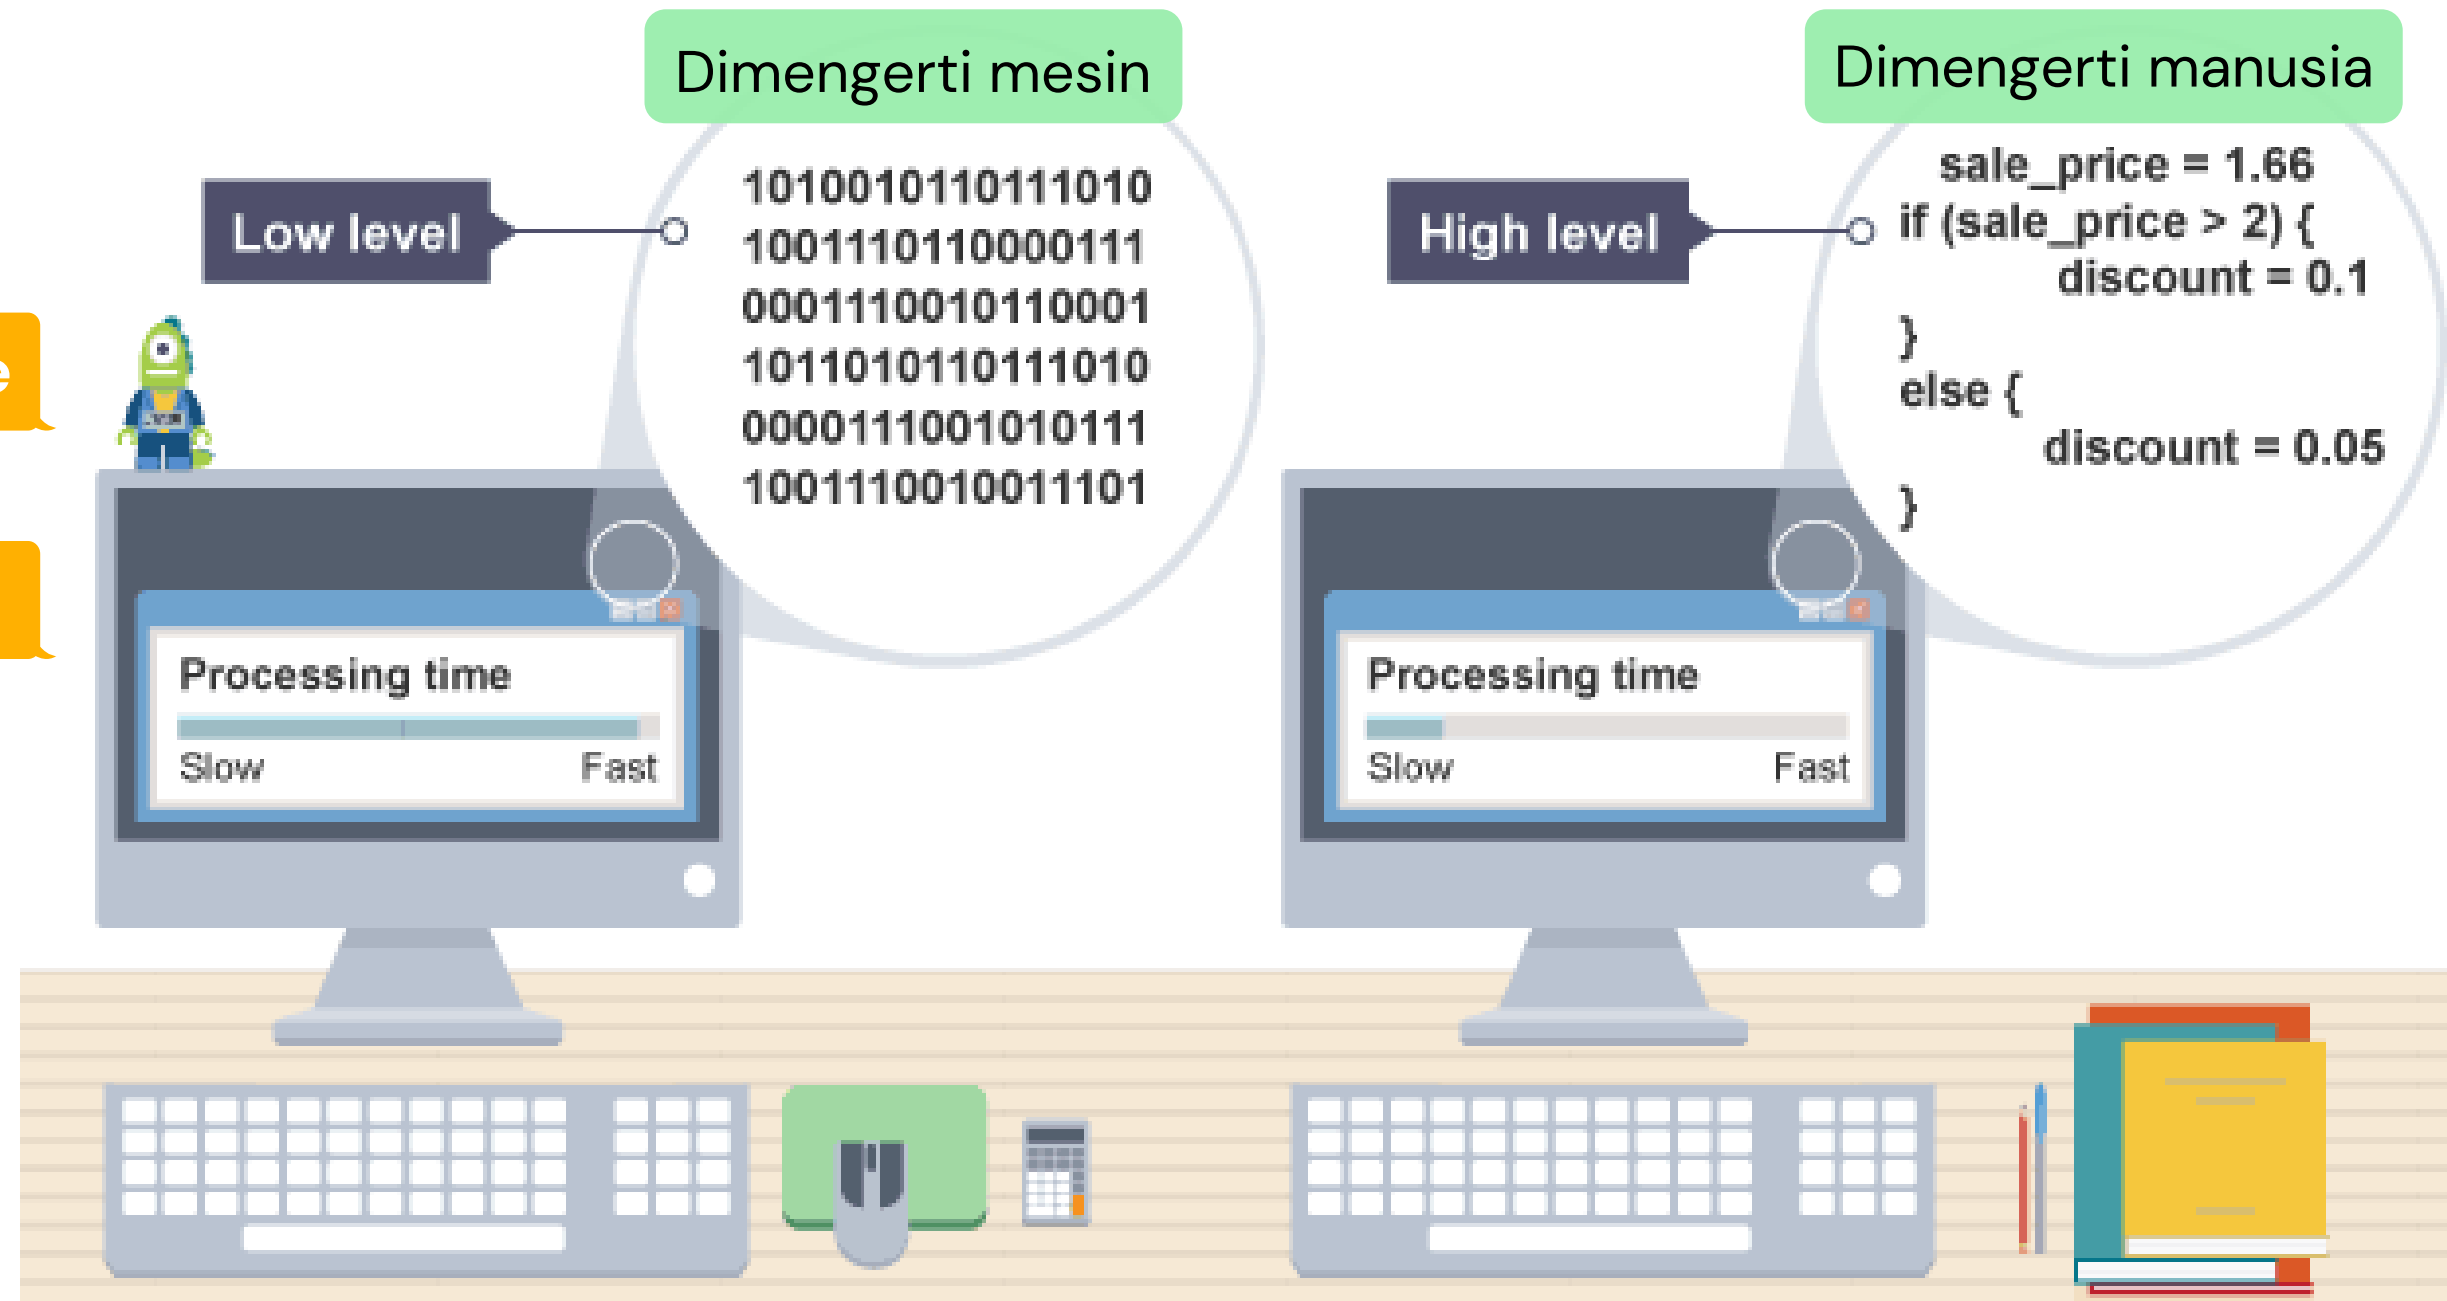 Dimengerti mesin
Low level
1010010110111010
1001110110000111
0001110010110001
1011010110111010
0000111001010111
1001110010011101
Processing time
Slow
Fast
Dimengerti manusia
High level
sale_price = 1.66
if (sale_price > 2) {
discount = 0.1
}
else {
discount = 0.05
}
Processing time
Slow
Fast
e